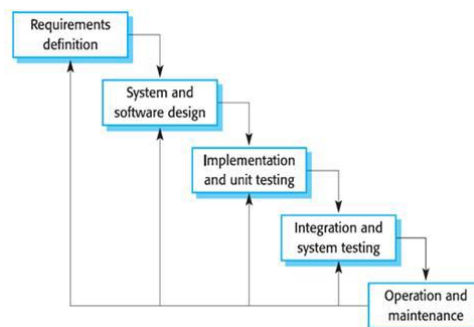 Requirements
definition
System and
software design
Implementation
and unit testing
Integration and
system testing
Operation and
maintenance